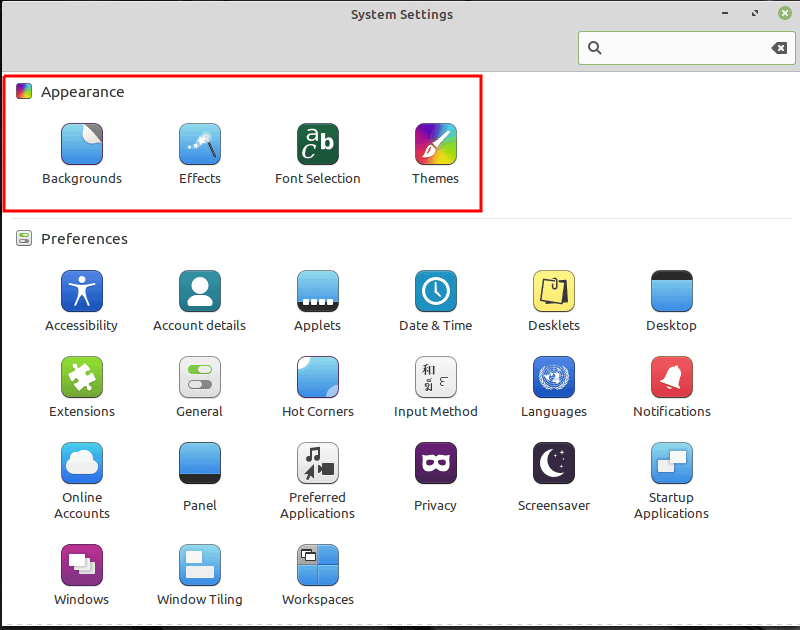 System Settings
Appearance
Backgrounds
Effects
Font Selection
Themes
Preferences
Accessibility
Account details
Applets
Date & Time
Desklets
Desktop
Extensions
General
Hot Corners
Input Method
Languages
Notifications
Online
Accounts
Panel
Preferred
Applications
Privacy
Screensaver
Startup
Applications
Windows
Window Tiling
Workspaces